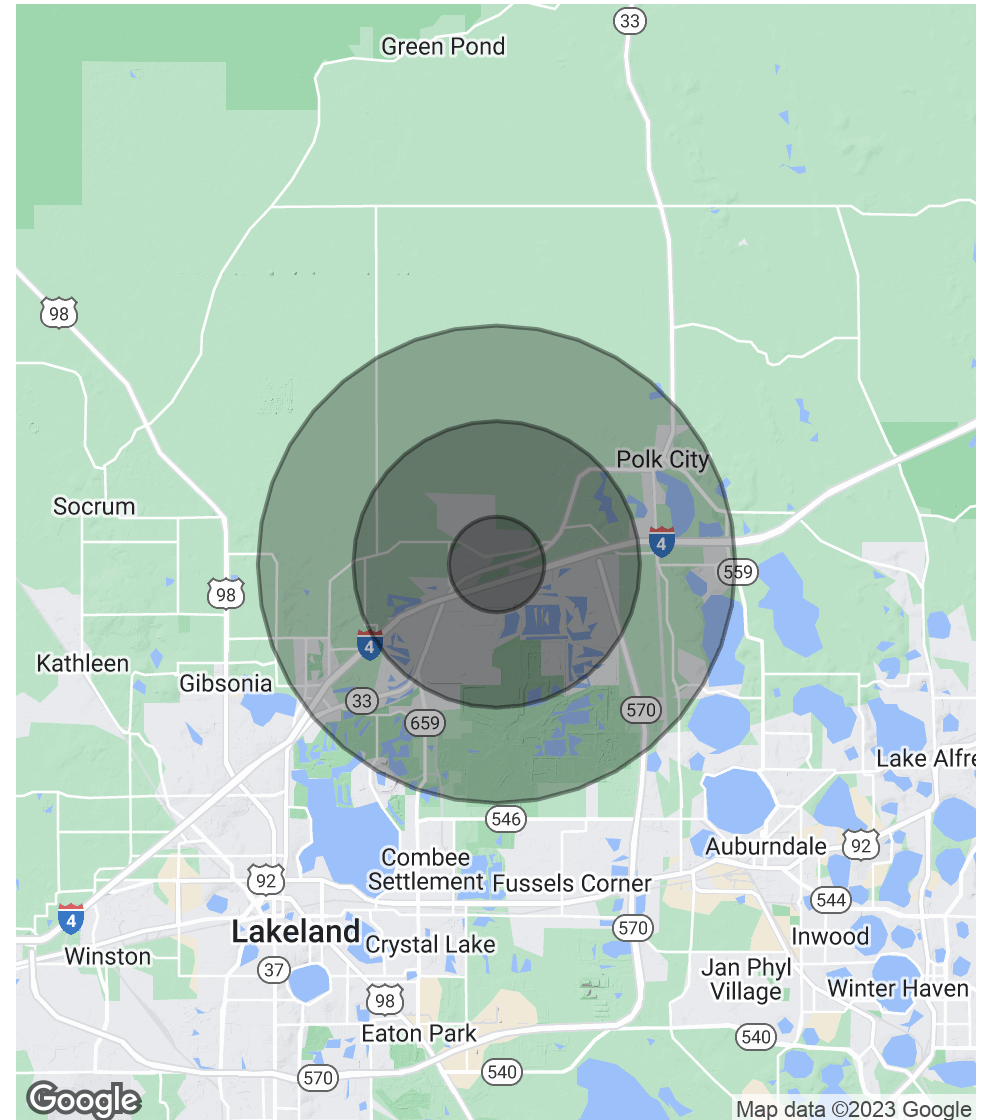 33
Green Pond
98
Polk City
Socrum
4
559
98
4
Kathleen
Gibsonia
33
570
659
Lake Alfre
546
Auburndale
92
Combee
Settlement
Fussels Corner
92
544
4
Lakeland
570
Inwood
Crystal Lake
Winston
37
Jan Phyl
Village
Winter Haven
98
Eaton Park
540
540
570
Google
Map data ©2023 Google